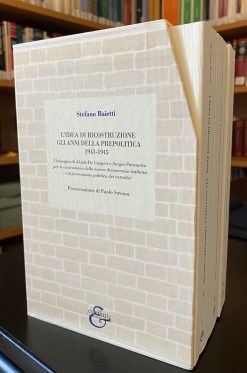 Stefano Baietti
L'IDEA DI RICOSTRUZIONE
GLI ANNI DELLA PREPOLITICA
1941-1945
L'impegno di Alcide De Gasperi e Sergio Paronetto
per la costruzione della nuova democrazia italiana
e la formazione politica dei cattolici
Presentazione di Paolo Savona